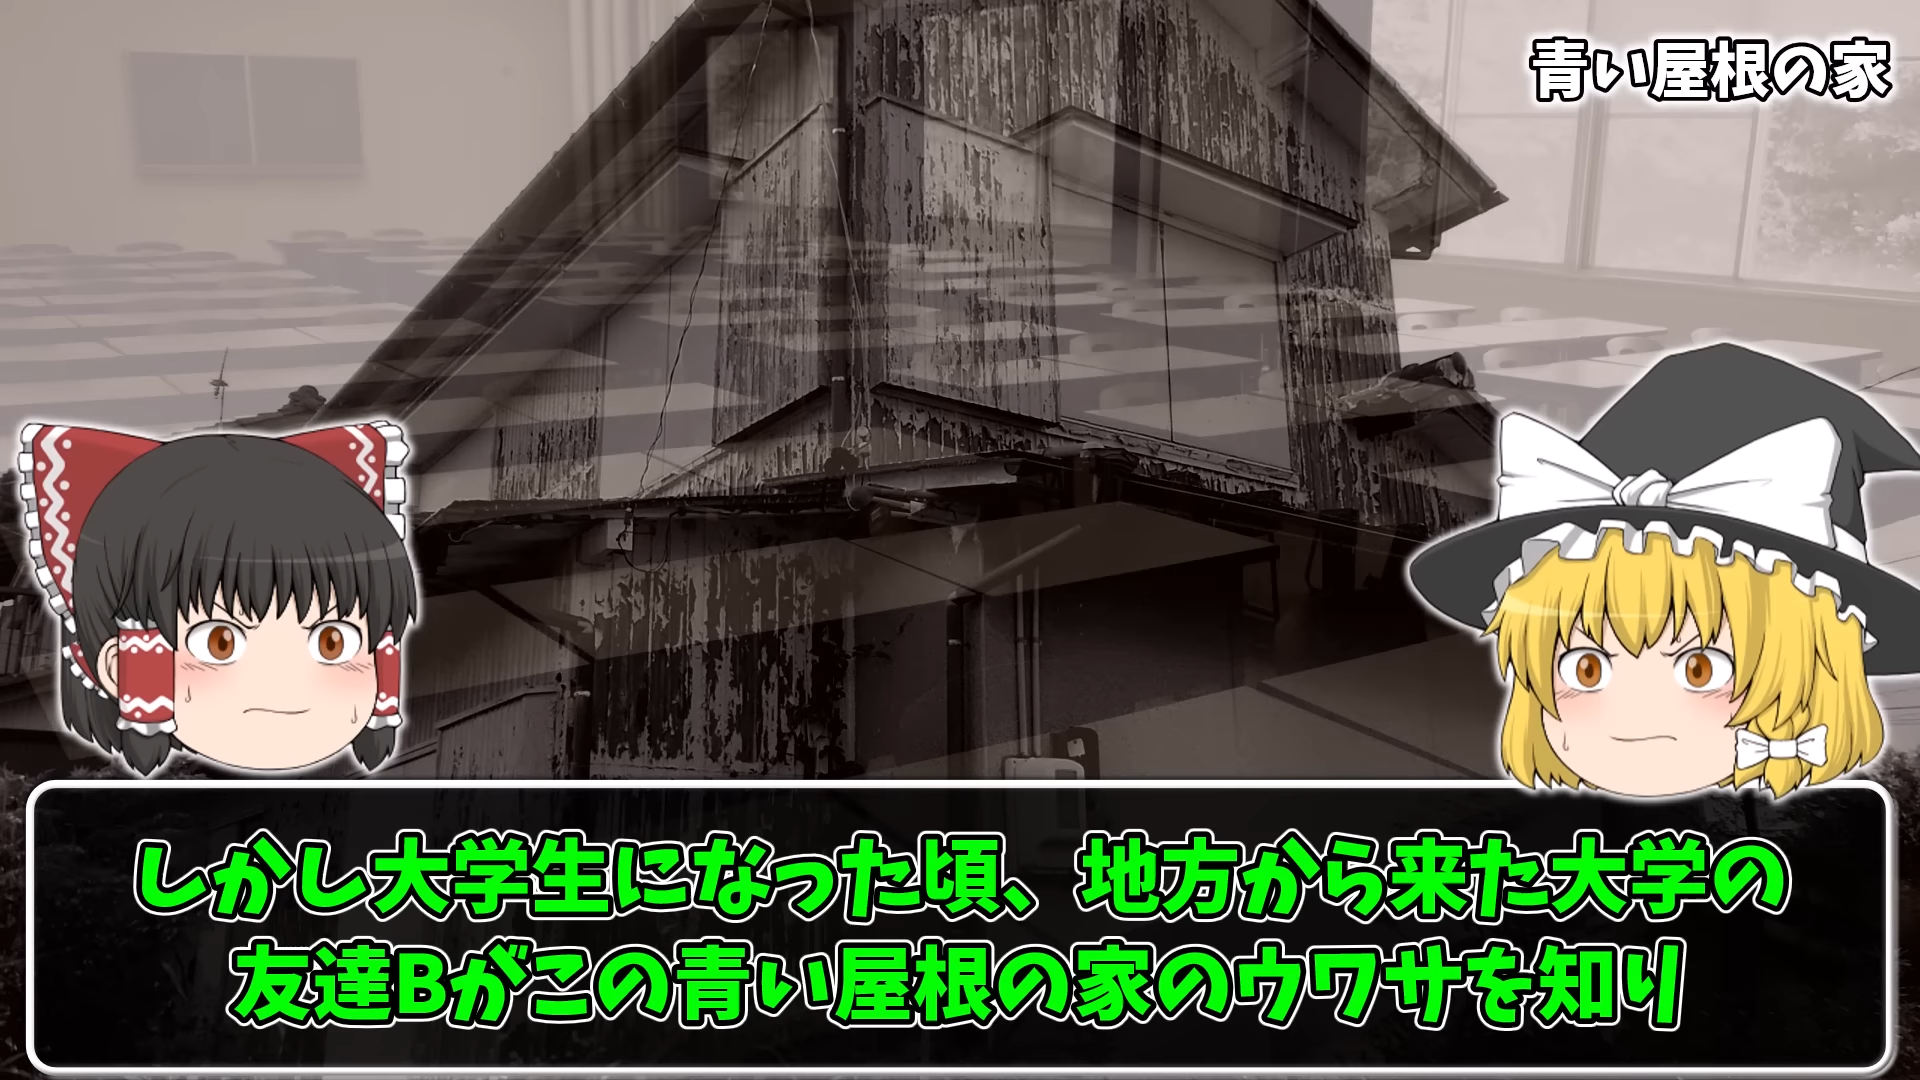 青い屋根の家
しかし大学生になった頃、地方から来た大学の
友達Bがこの青い屋根の家のウワサを知り